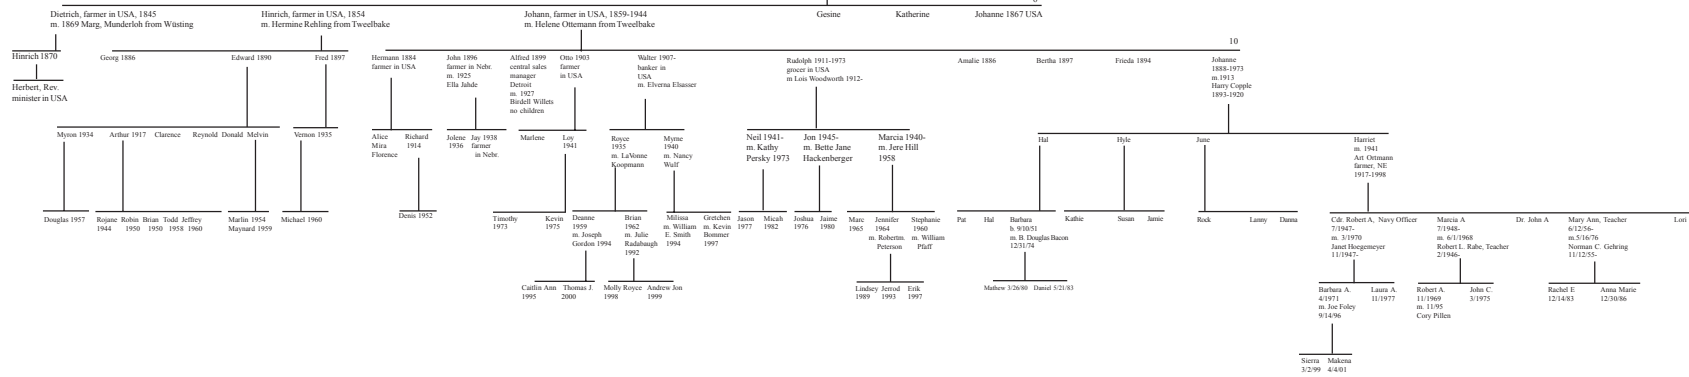 Dietrich, farmer in USA, 1845
m. 1869 Marg, Munderloh from Wüsting
Hinrich, farmer in USA, 1854
m. Hermine Rehling from Tweelbake
Johann, farmer in USA, 1859-1944
m. Helene Ottemann from Tweelbake
Gesine
Katherine
Johanne 1867 USA
10
Hinrich 1870
Herbert, Rev.
minister in USA
Georg 1886
Edward 1890
Fred 1897
Hermann 1884
farmer in USA
John 1896
farmer in Nebr.
m. 1925
Ella Jahde
Alfred 1899
central sales
manager
Detroit
m. 1927
Birdell Willets
no children
Otto 1903
farmer
in USA
Walter 1907-
banker in
USA
m. Elverna Elsasser
Rudolph 1911-1973
grocer in USA
m Lois Woodworth 1912-
Amalie 1886
Bertha 1897
Frieda 1894
Johanne
1888-1973
m.1913
Harry Copple
1893-1920
Myron 1934
Arthur 1917
Clarence
Reynold
Donald
Melvin
Vernon 1935
Alice
Mira
Florence
Richard
1914
Jolene
1936
Jay 1938
farmer
in Nebr.
Marlene
Loy
1941
Royce
1935
m. LaVonne
Koopmann
Myrne
1940
m. Nancy
Wulf
Neil 1941-
m. Kathy
Persky 1973
Jon 1945-
m. Bette Jane
Hackenberger
Marcia 1940-
m. Jere Hill
1958
Hal
Hyle
June
Harriet
m. 1941
Art Ortmann
farmer, NE
1917-1998
Douglas 1957
Rojane
1944
Robin
1950
Brian
1950
Todd
1958
Jeffrey
1960
Marlin 1954
Maynard 1959
Michael 1960
Denis 1952
Timothy
1973
Kevin
1975
Deanne
1959
m. Joseph
Gordon 1994
Brian
1962
m. Julie
Radabaugh
1992
Milissa
m. William
E. Smith
1994
Gretchen
m. Kevin
Bommer
1997
Jason
1977
Micah
1982
Joshua
1976
Jaime
1980
Marc
1965
Jennifer
1964
m. Robertm.
Peterson
Stephanie
1960
m. William
Pfaff
Pat
Hal
Barbara
b. 9/10/51
m. B. Douglas Bacon
12/31/74
Kathie
Susan
Jamie
Rock
Lanny
Danna
Cdr. Robert A, Navy Officer
7/1947-
m. 3/1970
Janet Hoegemeyer
11/1947-
Marcia A
7/1948-
m. 6/1/1968
Robert L. Rabe, Teacher
2/1946-
Dr. John A
Mary Ann, Teacher
6/12/56-
m.5/16/76
Norman C. Gehring
11/12/55-
Lori
Caitlin Ann
1995
Thomas J.
2000
Molly Royce
1998
Andrew Jon
1999
Lindsey
1989
Jerrod
1993
Erik
1997
Mathew 3/26/80
Daniel 5/21/83
Barbara A.
4/1971
m. Joe Foley
9/14/96
Laura A.
11/1977
Robert A.
11/1969
m. 11/95
Cory Pillen
John C.
3/1975
Rachel E
12/14/83
Anna Marie
12/30/86
Sierra
3/2/99
Makena
4/4/01